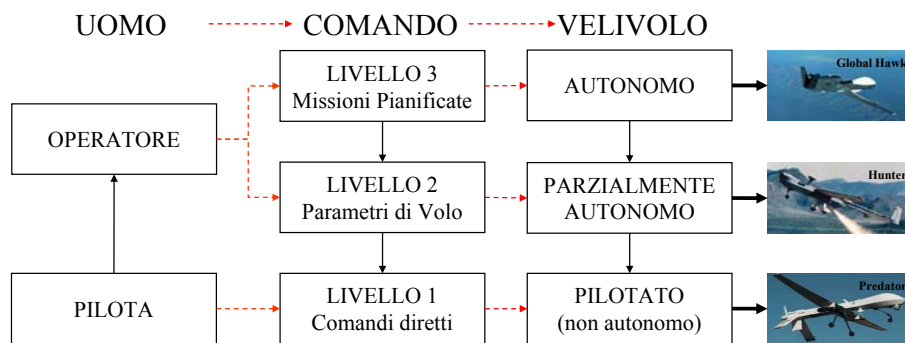 UOMO COMANDO VELIVOLO
LIVELLO 3
Missioni Pianificate
AUTONOMO
Global Hawk
OPERATORE
LIVELLO 2
Parametri di Volo
PARZIALMENTE
AUTONOMO
Hunter
PILOTA
LIVELLO 1
Comandi diretti
PILOTATO
(non autonomo)
Predator